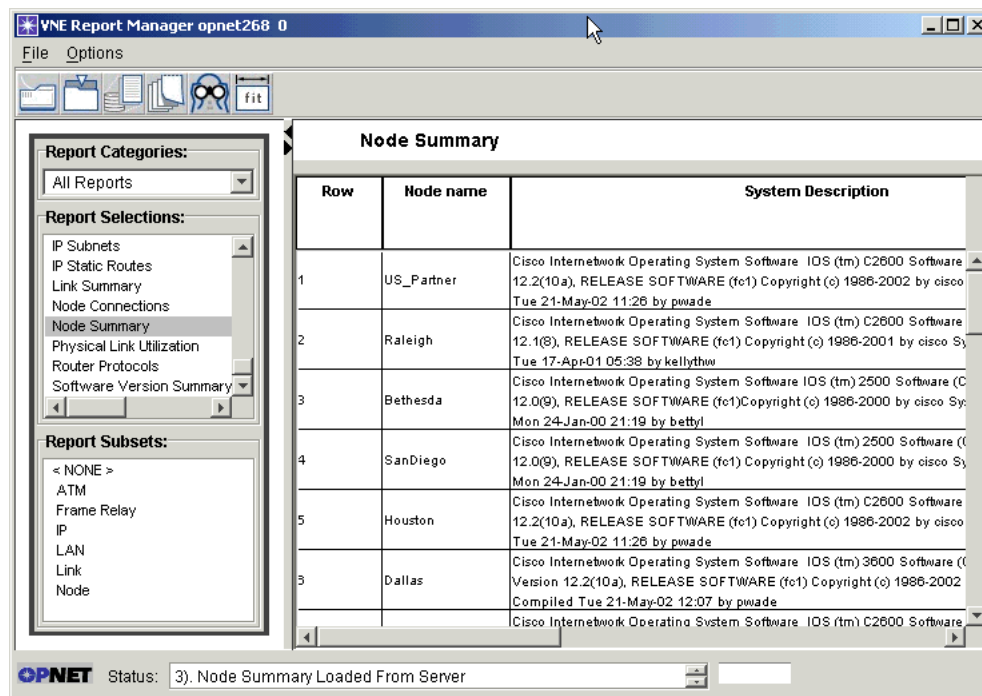 VNE Report Manager opnet268 0
File Options
fit
Report Categories:
All Reports
Report Selections:
IP Subnets
IP Static Routes
Link Summary
Node Connections
Node Summary
Physical Link Utilization
Router Protocols
Software Version Summary
Report Subsets:
< NONE >
ATM
Frame Relay
IP
LAN
Link
Node
Node Summary
Row Node name System Description
1 US_Partner
Cisco Internetwork Operating System Software IOS (tm) C2600 Software
12.2(10a), RELEASE SOFTWARE (fc1) Copyright (c) 1986-2002 by cisco
Tue 21-May-02 11:26 by pwade
2 Raleigh
Cisco Internetwork Operating System Software IOS (tm) C2600 Software
12.1(8), RELEASE SOFTWARE (fc1) Copyright (c) 1986-2001 by cisco Sy
Tue 17-Apr-01 05:38 by kellythw
3 Bethesda
Cisco Internetwork Operating System Software IOS (tm) 2500 Software (C
12.0(9), RELEASE SOFTWARE (fc1)Copyright (c) 1986-2000 by cisco Sy
Mon 24-Jan-00 21:19 by bettyl
4 SanDiego
Cisco Internetwork Operating System Software IOS (tm) 2500 Software (
12.0(9), RELEASE SOFTWARE (fc1) Copyright (c) 1986-2000 by cisco Sy
Mon 24-Jan-00 21:19 by bettyl
5 Houston
Cisco Internetwork Operating System Software IOS (tm) C2600 Software
12.2(10a), RELEASE SOFTWARE (fc1) Copyright (c) 1986-2002 by cisco
Tue 21-May-02 11:26 by pwade
6 Dallas
Cisco Internetwork Operating System Software IOS (tm) 3600 Software (
Version 12.2(10a), RELEASE SOFTWARE (fc1) Copyright (c) 1986-2002
Compiled Tue 21-May-02 12:07 by pwade
Cisco Internetwork Operating System Software IOS (tm) C2600 Software
OPNET Status: 3). Node Summary Loaded From Server